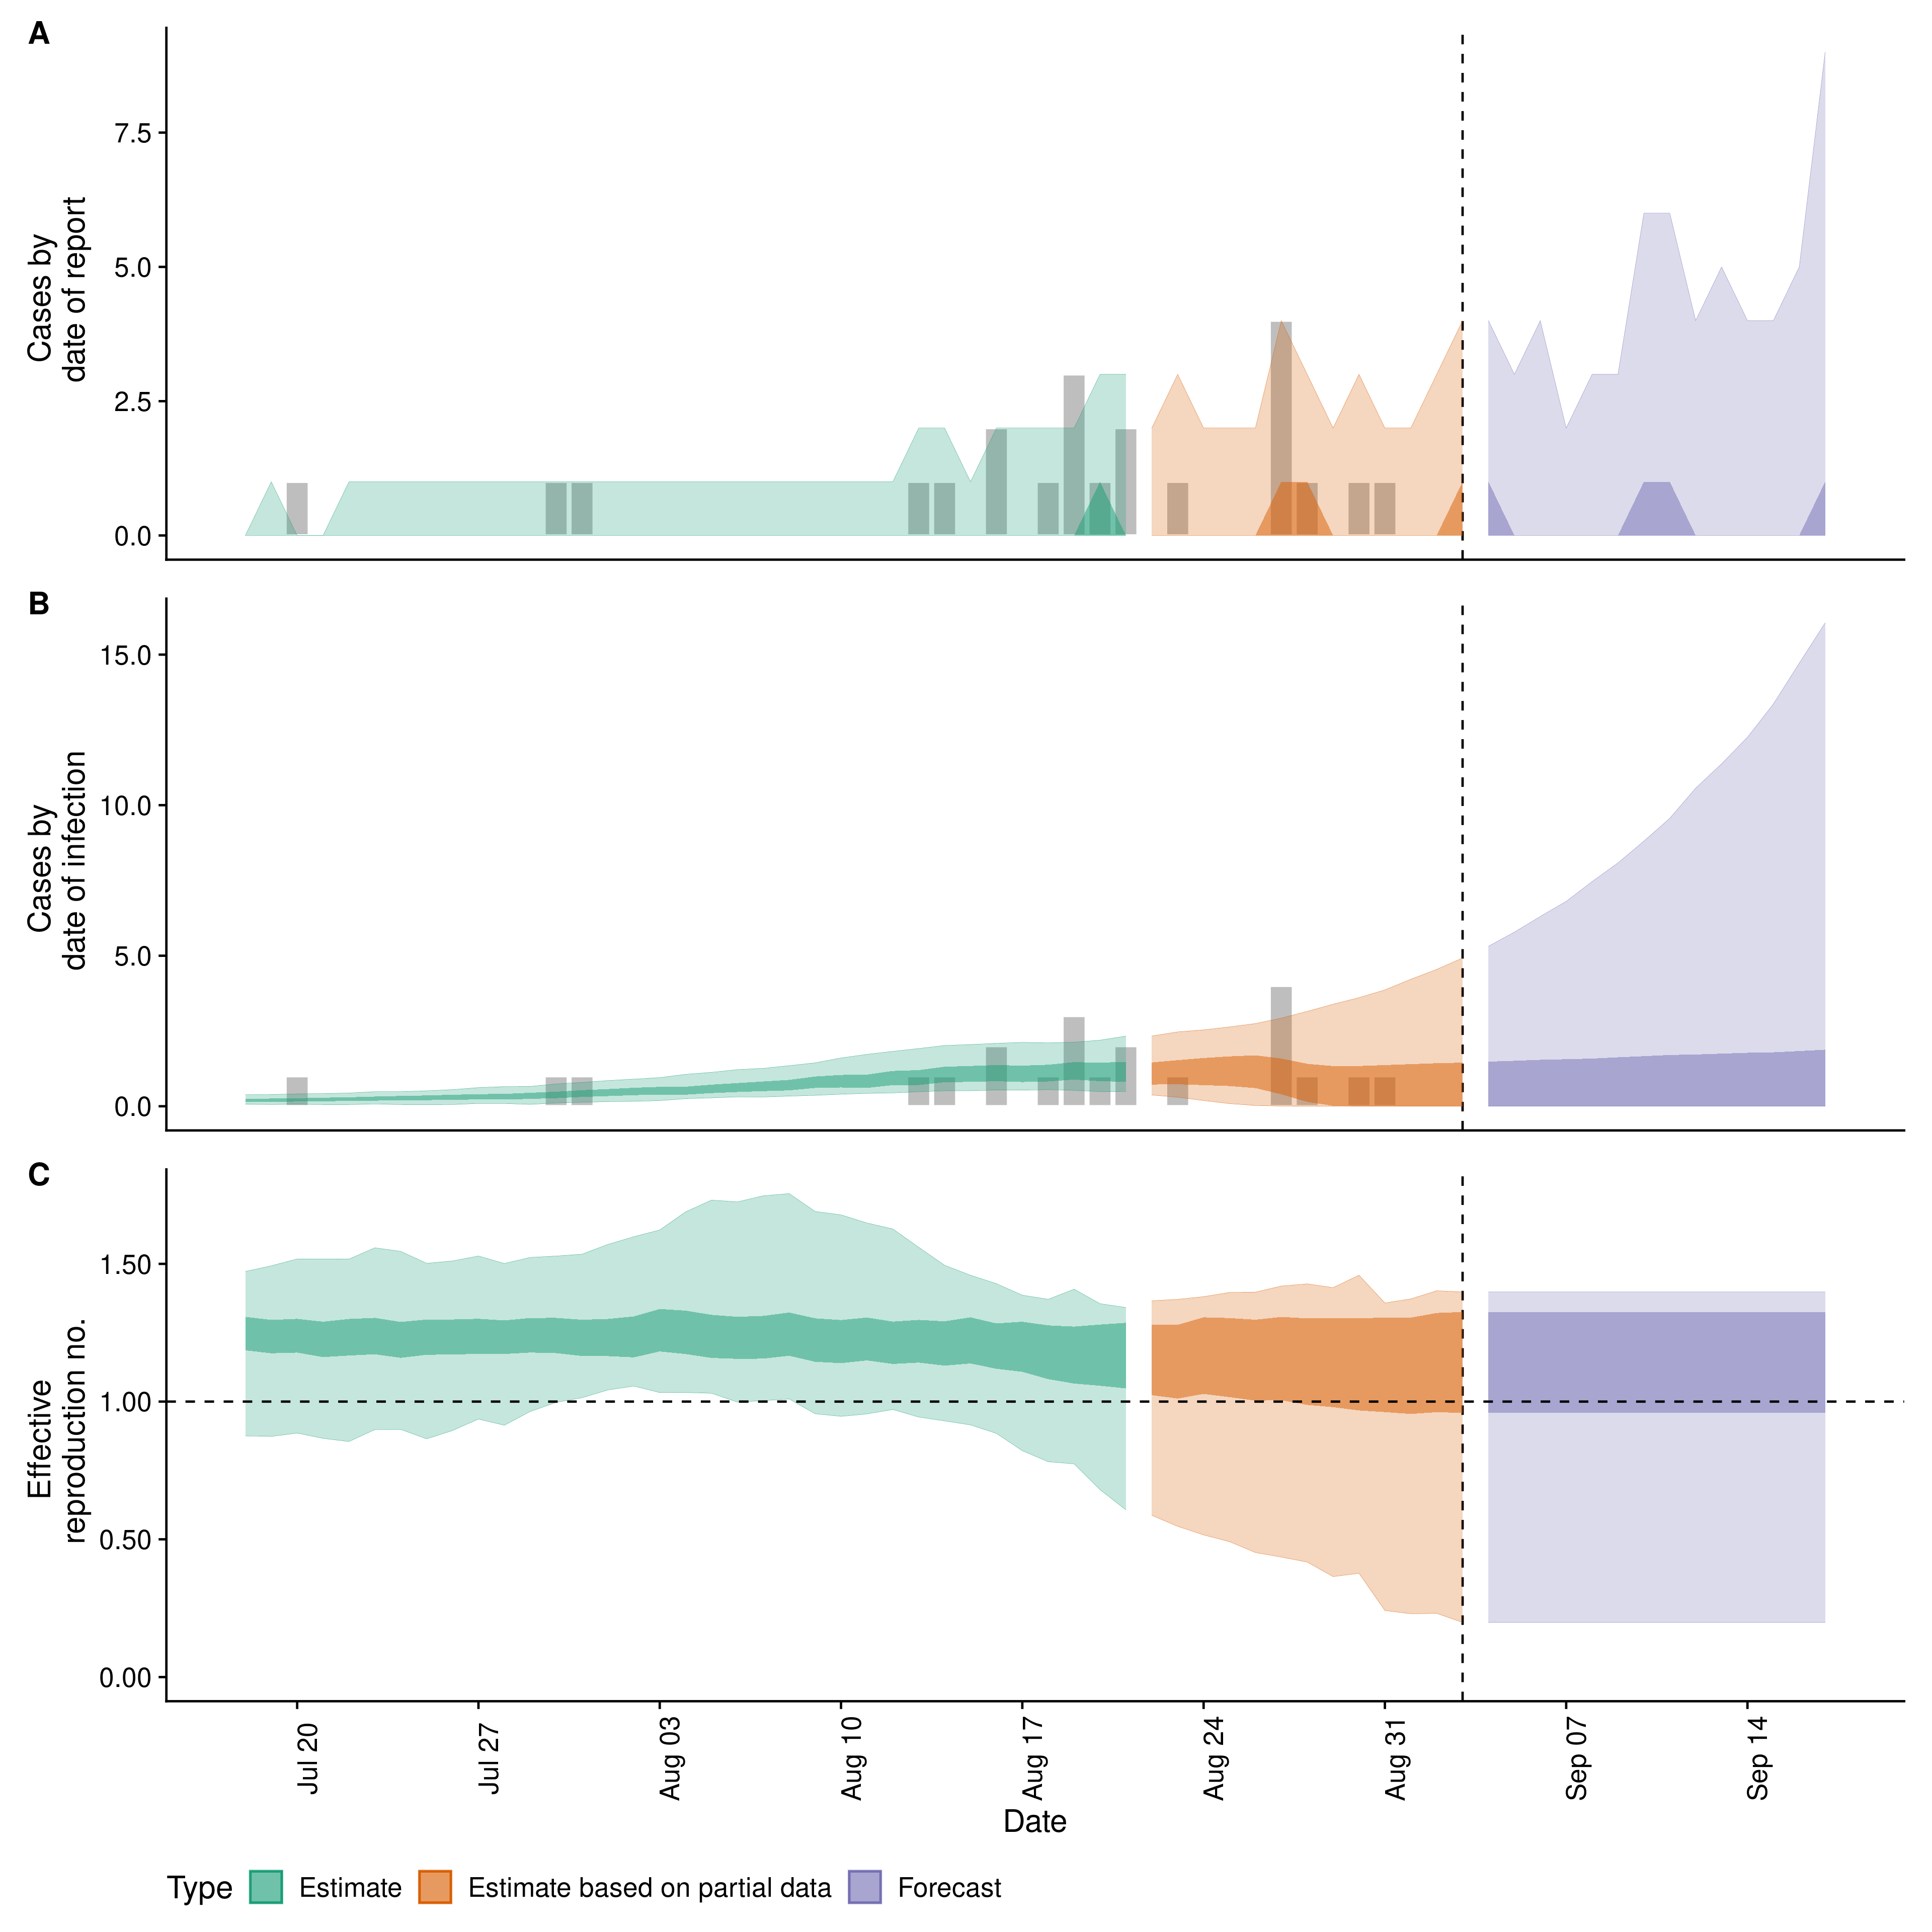 A
Cases by
date of report
7.5
5.0
2.5
0.0
B
Cases by
date of infection
15.0
10.0
5.0
0.0
C
Effective
reproduction no.
1.50
1.00
0.50
0.00
Jul 20
Jul 27
Aug 03
Aug 10
Aug 17
Aug 24
Aug 31
Sep 07
Sep 14
Date
Type
Estimate
Estimate based on partial data
Forecast